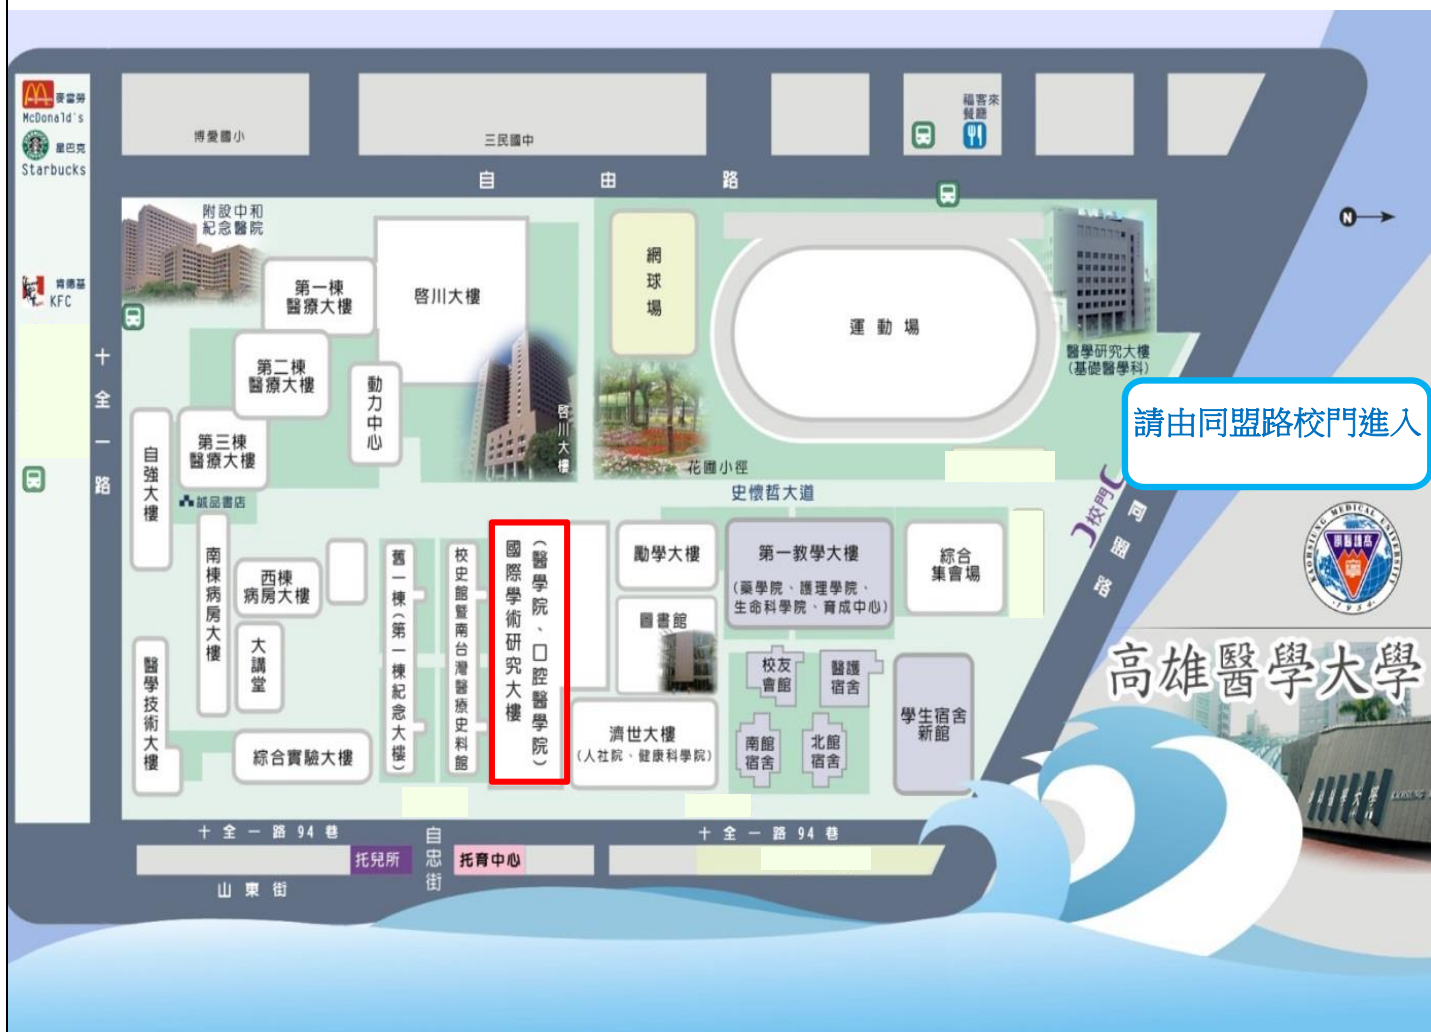 麥當勞
McDonald's
星巴克
Starbucks
肯德基
KFC
博愛國小
三民國中
福客來
餐廳
自由路
N
附設中和
紀念醫院
第一棟
醫療大樓
啓川大樓
網球場
運動場
醫學研究大樓
(基礎醫學科)
第二棟
醫療大樓
動力中心
啓川大樓
十全一路
請由同盟路校門進入
第三棟
醫療大樓
自強大樓
花圃小徑
誠品書店
史懷哲大道
校門
同盟路
KAOHSIUNG MEDICAL UNIVERSITY
1954
南棟病房大樓
西棟
病房大樓
舊一棟(第一棟紀念大樓)
校史館暨南台灣醫療史料館
國際學術研究大樓
(醫學院、口腔醫學院)
勵學大樓
第一教學大樓
(藥學院、護理學院、
生命科學院、育成中心)
綜合
集會場
圖書館
大講堂
校友
會館
醫護
宿舍
高雄醫學大學
醫學技術大樓
學生宿舍
新館
綜合實驗大樓
濟世大樓
(人社院、健康科學院)
南館
宿舍
北館
宿舍
十全一路94巷
自忠街
十全一路94巷
托兒所
托育中心
山東街